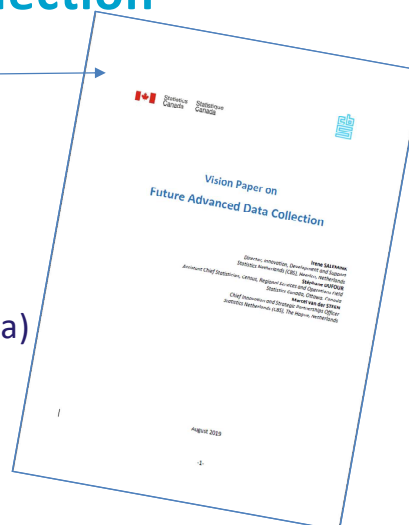 ection
Statistics Statistique
Canada Canada
Vision Paper on
Future Advanced Data Collection
Irene SALEMINK
Director, Innovation, Development and Support
Statistics Netherlands (CBS), Heerlen, Netherlands
Stéphane DUFOUR
Assistant Chief Statistician, Census, Regional Services and Operations Field
Statistics Canada, Ottawa, Canada
Marcel van der STEEN
Chief Innovation and Strategic Partnerships Officer
Statistics Netherlands (CBS), The Hague, Netherlands
a)
August 2019
-1-